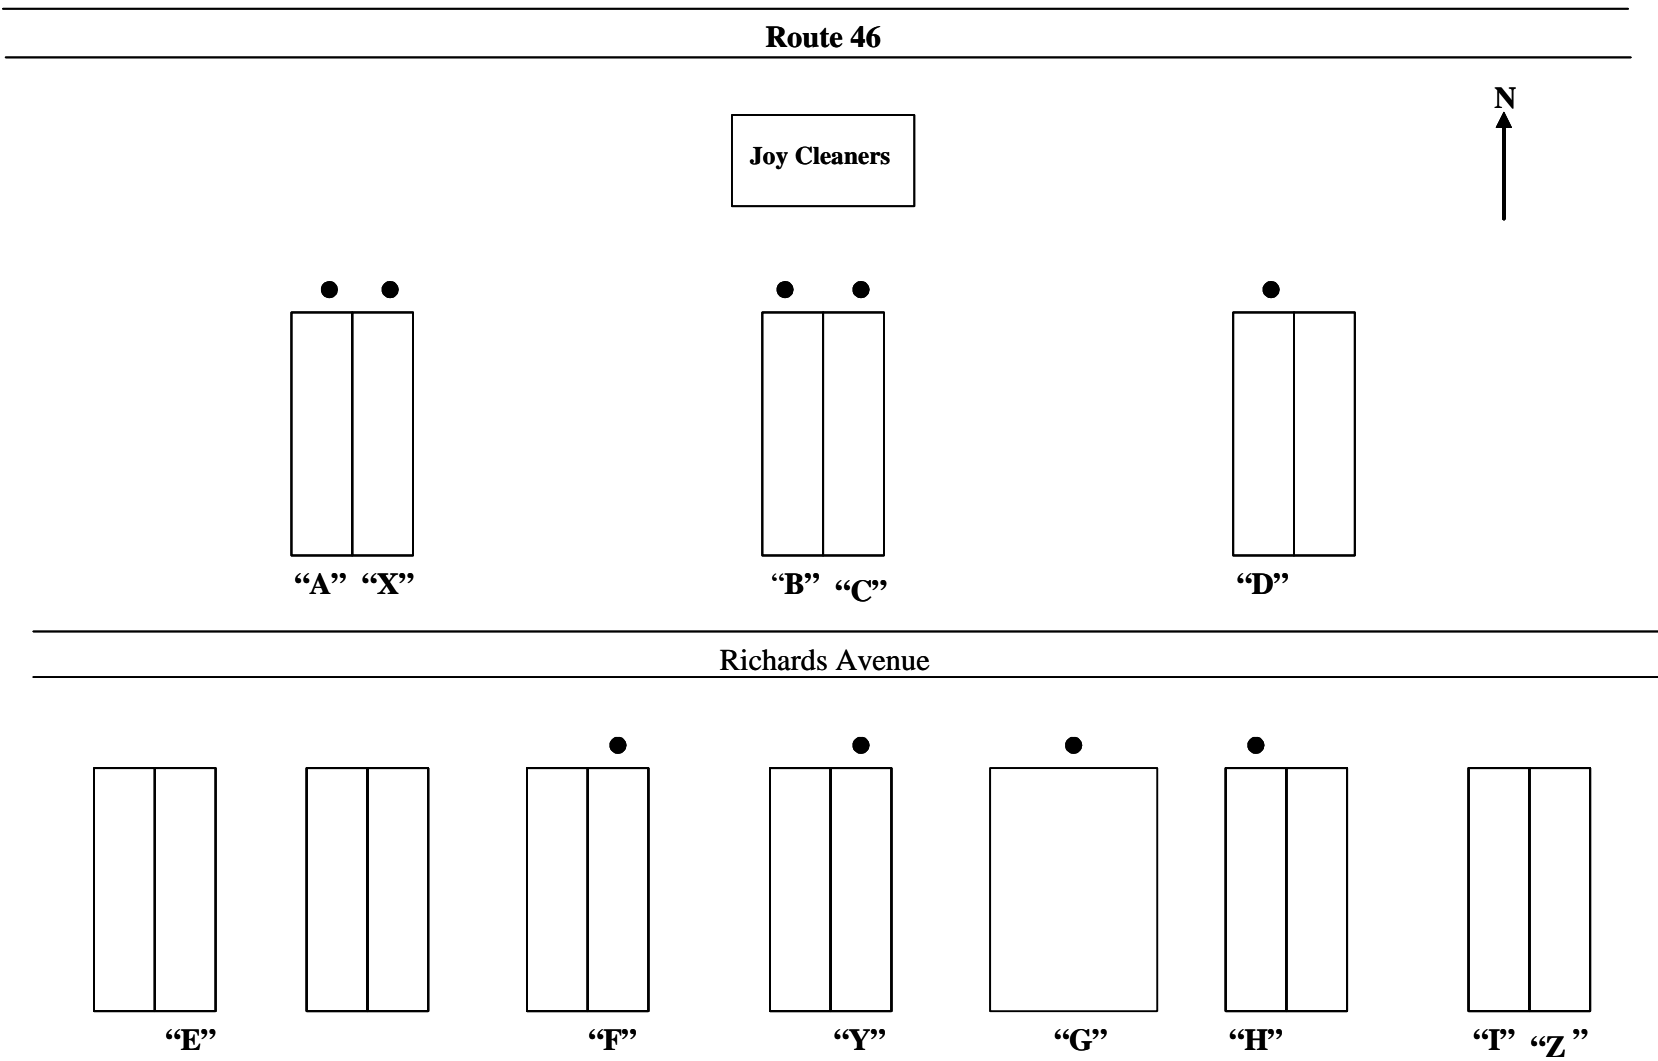 Route 46
N
Joy Cleaners
“A” “X” “B” “C” “D”
Richards Avenue
“E” “F” “Y” “G” “H” “I” “Z ”